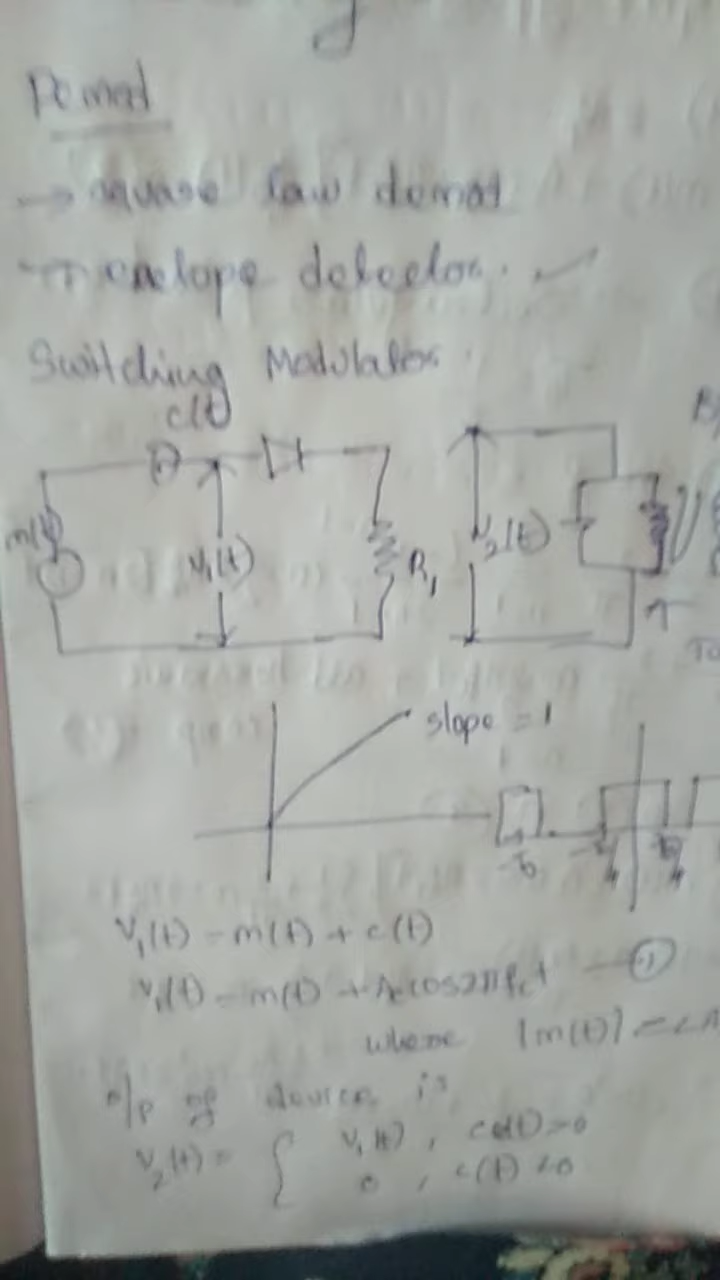 Demod
→ square law demod
→ envelope detector.
Switching Modulator.
c(t)
m(t)
V₁(t)
R₁
V₂(t)
slope = 1
-T₀
V₁(t) = m(t) + c(t)
V₁(t) = m(t) + Ac cos2πfct
where |m(t)|
o/p of device is
V₂(t) = { V₁(t), c(t)>0
0, c(t)<0